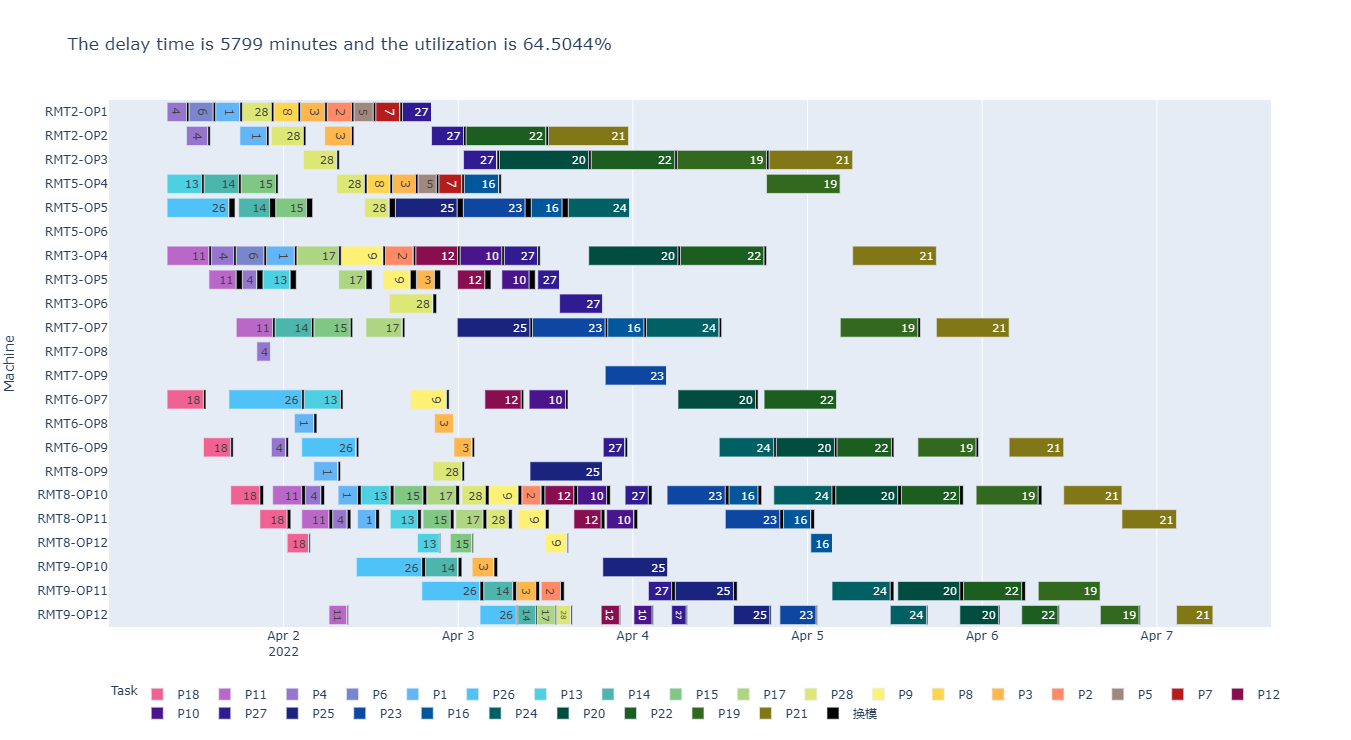 The delay time is 5799 minutes and the utilization is 64.5044%
Machine
RMT2-OP1 4 6 1 28 8 3 2 5 7 27
RMT2-OP2 4 1 28 3 27 22 21
RMT2-OP3 28 27 20 22 19 21
RMT5-OP4 13 14 15 28 8 3 5 7 16 19
RMT5-OP5 26 14 15 28 25 23 16 24
RMT5-OP6
RMT3-OP4 11 4 6 1 17 9 2 12 10 27 20 22 21
RMT3-OP5 11 4 13 17 9 3 12 10 27
RMT3-OP6 28 27
RMT7-OP7 11 14 15 17 25 23 16 24 19 21
RMT7-OP8 4
RMT7-OP9 23
RMT6-OP7 18 26 13 9 12 10 20 22
RMT6-OP8 1 3
RMT6-OP9 18 4 26 3 27 24 20 22 19 21
RMT8-OP9 1 28 25
RMT8-OP10 18 11 4 1 13 15 17 28 9 2 12 10 27 23 16 24 20 22 19 21
RMT8-OP11 18 11 4 1 13 15 17 28 9 12 10 23 16 21
RMT8-OP12 18 13 15 9 16
RMT9-OP10 26 14 3 25
RMT9-OP11 26 14 3 2 27 25 24 20 22 19
RMT9-OP12 11 26 14 17 28 12 10 27 25 23 24 20 22 19 21
Apr 2 Apr 3 Apr 4 Apr 5 Apr 6 Apr 7
2022
Task P18 P11 P4 P6 P1 P26 P13 P14 P15 P17 P28 P9 P8 P3 P2 P5 P7 P12
P10 P27 P25 P23 P16 P24 P20 P22 P19 P21 换模